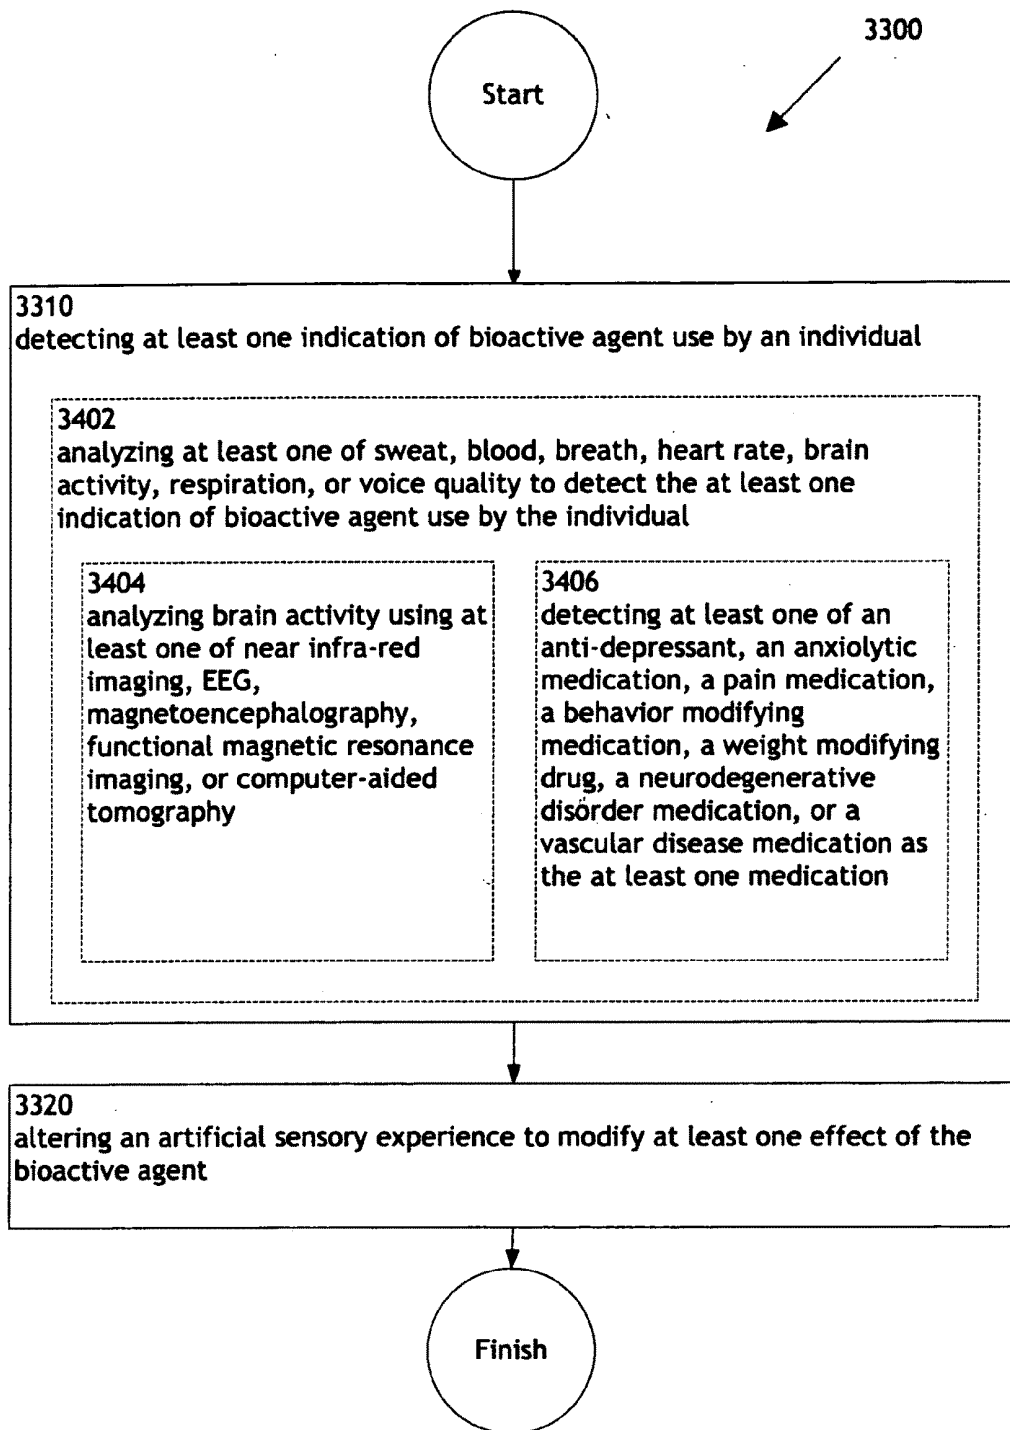 3300
Start
3310
detecting at least one indication of bioactive agent use by an individual
3402
analyzing at least one of sweat, blood, breath, heart rate, brain
activity, respiration, or voice quality to detect the at least one
indication of bioactive agent use by the individual
3404
analyzing brain activity using at
least one of near infra-red
imaging, EEG,
magnetoencephalography,
functional magnetic resonance
imaging, or computer-aided
tomography
3406
detecting at least one of an
anti-depressant, an anxiolytic
medication, a pain medication,
a behavior modifying
medication, a weight modifying
drug, a neurodegenerative
disorder medication, or a
vascular disease medication as
the at least one medication
3320
altering an artificial sensory experience to modify at least one effect of the
bioactive agent
Finish